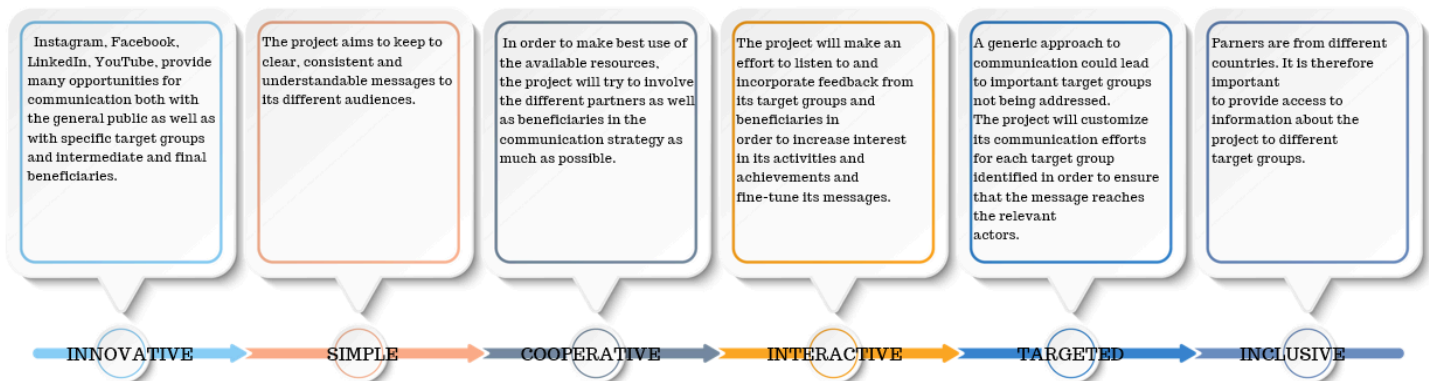 Instagram, Facebook,
LinkedIn, YouTube, provide
many opportunities for
communication both with
the general public as well as
with specific target groups
and intermediate and final
beneficiaries.
The project aims to keep to
clear, consistent and
understandable messages to
its different audiences.
In order to make best use of
the available resources,
the project will try to involve
the different partners as well
as beneficiaries in the
communication strategy as
much as possible.
The project will make an
effort to listen to and
incorporate feedback from
its target groups and
beneficiaries in
order to increase interest
in its activities and
achievements and
fine-tune its messages.
A generic approach to
communication could lead
to important target groups
not being addressed.
The project will customize
its communication efforts
for each target group
identified in order to ensure
that the message reaches
the relevant
actors.
Parners are from different
countries. It is therefore
important
to provide access to
information about the
project to different
target groups.
INNOVATIVE
SIMPLE
COOPERATIVE
INTERACTIVE
TARGETED
INCLUSIVE